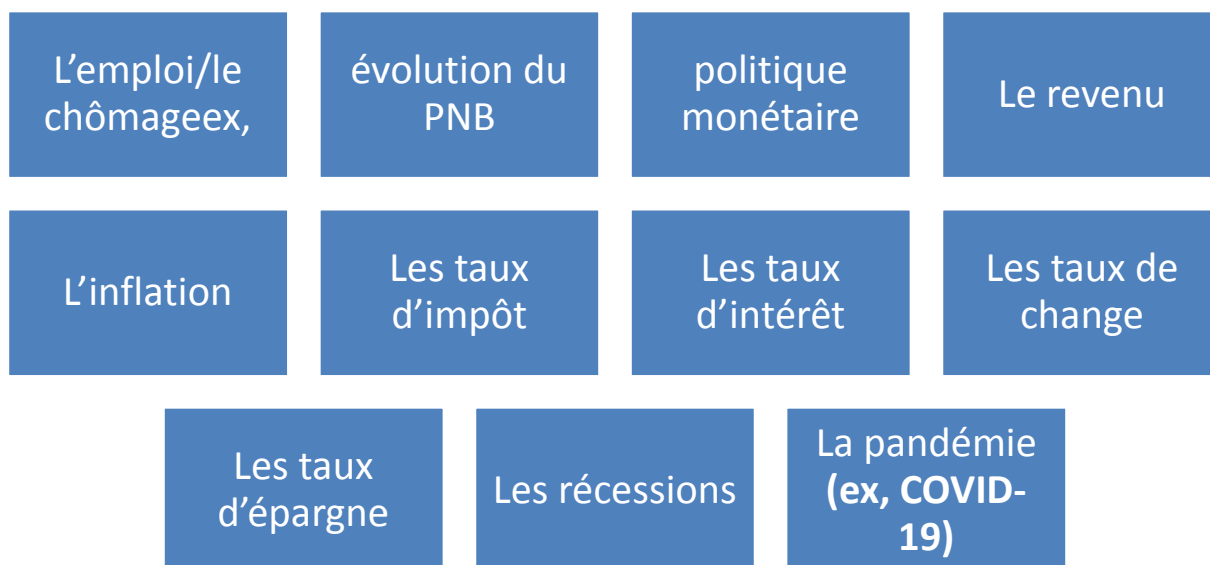 L’emploi/le
chômageex,
évolution du
PNB
politique
monétaire
Le revenu
L’inflation
Les taux
d’impôt
Les taux
d’intérêt
Les taux de
change
Les taux
d’épargne
Les récessions
La pandémie
(ex, COVID-
19)